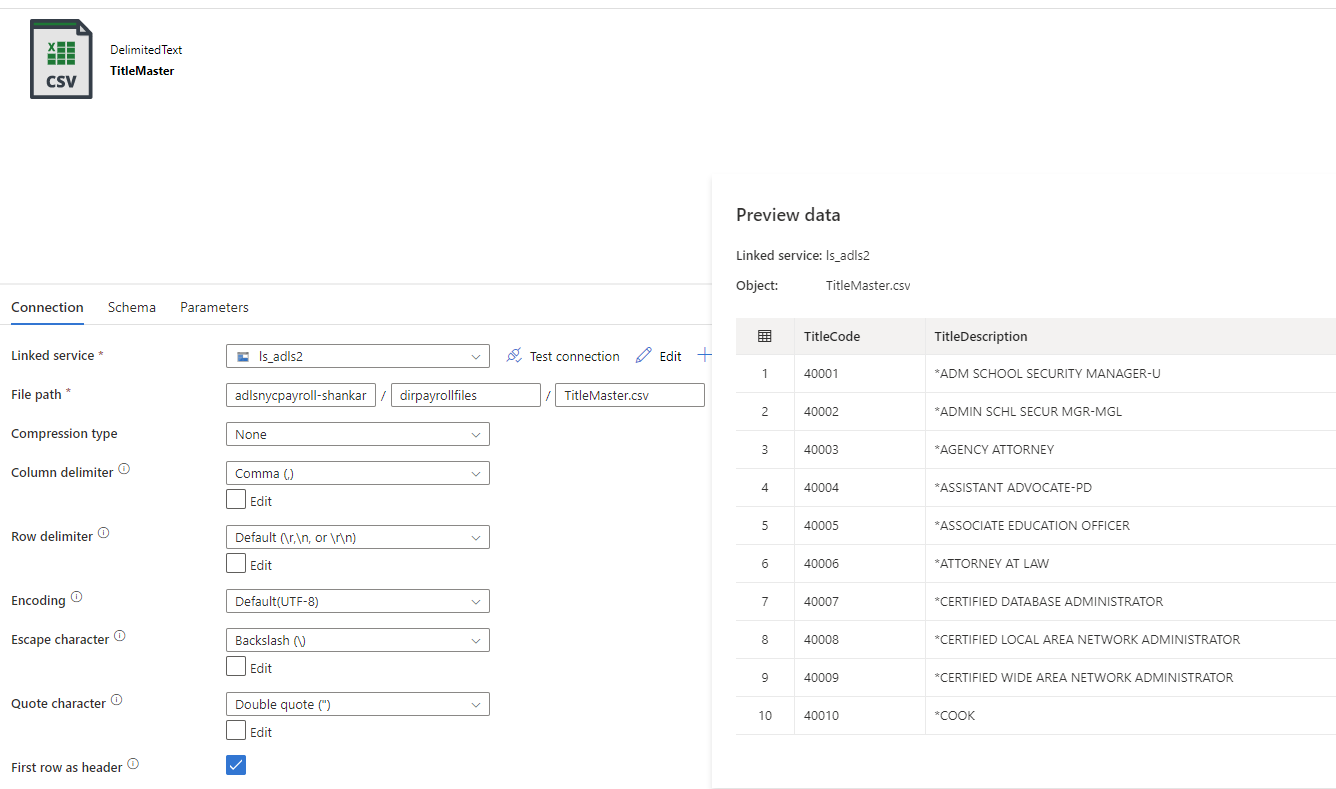 X
CSV
DelimitedText
TitleMaster
Connection Schema Parameters
Linked service * ls_adls2 Test connection Edit
File path * adlsnycpayroll-shankar / dirpayrollfiles / TitleMaster.csv
Compression type None
Column delimiter Comma (,)
Edit
Row delimiter Default (\r,\n, or \r\n)
Edit
Encoding Default(UTF-8)
Escape character Backslash (\)
Edit
Quote character Double quote (")
Edit
First row as header
Preview data
Linked service: ls_adls2
Object: TitleMaster.csv
TitleCode TitleDescription
1 40001 *ADM SCHOOL SECURITY MANAGER-U
2 40002 *ADMIN SCHL SECUR MGR-MGL
3 40003 *AGENCY ATTORNEY
4 40004 *ASSISTANT ADVOCATE-PD
5 40005 *ASSOCIATE EDUCATION OFFICER
6 40006 *ATTORNEY AT LAW
7 40007 *CERTIFIED DATABASE ADMINISTRATOR
8 40008 *CERTIFIED LOCAL AREA NETWORK ADMINISTRATOR
9 40009 *CERTIFIED WIDE AREA NETWORK ADMINISTRATOR
10 40010 *COOK